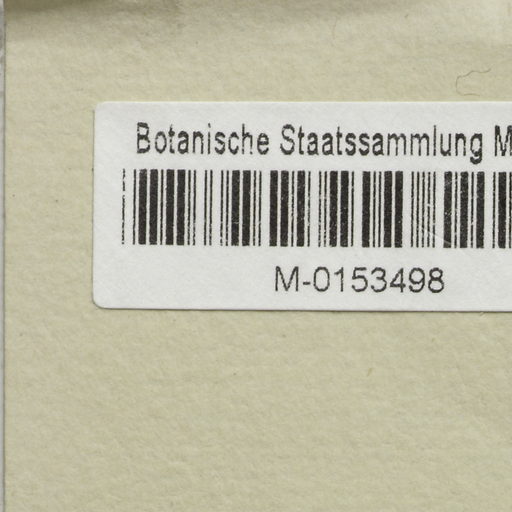 Botanische Staatssammlung M
M-0153498